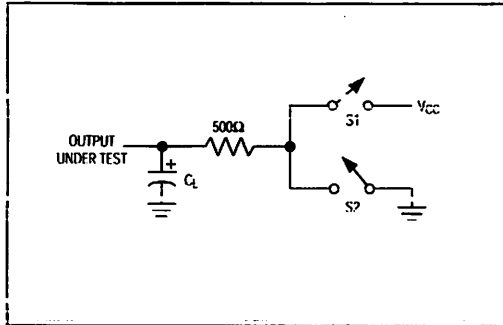 500Ω
S1
VCC
OUTPUT
UNDER TEST
+
CL
S2